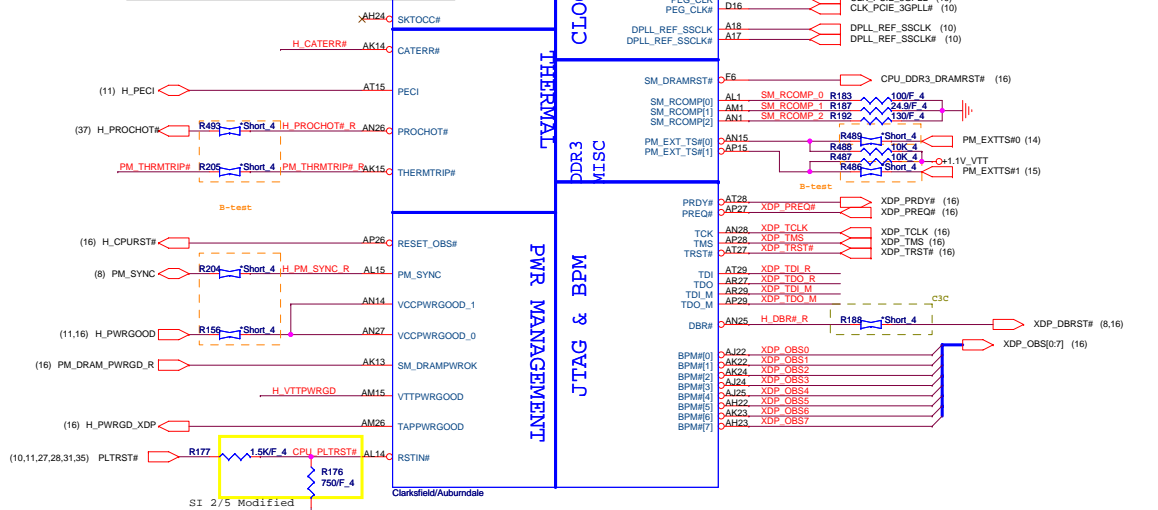 AH24 SKTOCC#
H_CATERR# AK14 CATERR#
(11) H_PECI AT15 PECI
(37) H_PROCHOT# R493 *Short_4 H_PROCHOT#_R AN26 PROCHOT#
PM_THRMTRIP# R205 *Short_4 PM_THRMTRIP#_R AK15 THERMTRIP#
B-test
THERMAL
(16) H_CPURST# AP26 RESET_OBS#
(8) PM_SYNC R204 *Short_4 H_PM_SYNC_R AL15 PM_SYNC
AN14 VCCPWRGOOD_1
(11,16) H_PWRGOOD R156 *Short_4 AN27 VCCPWRGOOD_0
(16) PM_DRAM_PWRGD_R AK13 SM_DRAMPWROK
H_VTTPWRGD AM15 VTTPWRGOOD
(16) H_PWRGD_XDP AM26 TAPPWRGOOD
(10,11,27,28,31,35) PLTRST# R177 1.5K/F_4 CPU_PLTRST# AL14 RSTIN#
R176
750/F_4
SI 2/5 Modified
Clarksfield/Auburndale
PWR MANAGEMENT
CLOC
PEG_CLK# D16 CLK_PCIE_3GPLL# (10)
DPLL_REF_SSCLK A18 DPLL_REF_SSCLK (10)
DPLL_REF_SSCLK# A17 DPLL_REF_SSCLK# (10)
SM_DRAMRST# F6 CPU_DDR3_DRAMRST# (16)
SM_RCOMP[0] AL1 SM_RCOMP_0 R183 100/F_4
SM_RCOMP[1] AM1 SM_RCOMP_1 R187 24.9/F_4
SM_RCOMP[2] AN1 SM_RCOMP_2 R192 130/F_4
PM_EXT_TS#[0] AN15 R489 *Short_4 PM_EXTTS#0 (14)
PM_EXT_TS#[1] AP15 R488 10K_4
R487 10K_4 +1.1V_VTT
R486 *Short_4 PM_EXTTS#1 (15)
B-test
DDR3
MISC
PRDY# AT28 XDP_PRDY# (16)
PREQ# AP27 XDP_PREQ# XDP_PREQ# (16)
TCK AN28 XDP_TCLK XDP_TCLK (16)
TMS AP28 XDP_TMS XDP_TMS (16)
TRST# AT27 XDP_TRST# XDP_TRST# (16)
TDI AT29 XDP_TDI_R
TDO AR27 XDP_TDO_R
TDI_M AR29 XDP_TDI_M
TDO_M AP29 XDP_TDO_M
C3C
DBR# AN25 H_DBR#_R R188 *Short_4 XDP_DBRST# (8,16)
XDP_OBS[0:7] (16)
BPM#[0] AJ22 XDP_OBS0
BPM#[1] AK22 XDP_OBS1
BPM#[2] AK24 XDP_OBS2
BPM#[3] AJ24 XDP_OBS3
BPM#[4] AJ25 XDP_OBS4
BPM#[5] AH22 XDP_OBS5
BPM#[6] AK23 XDP_OBS6
BPM#[7] AH23 XDP_OBS7
JTAG & BPM